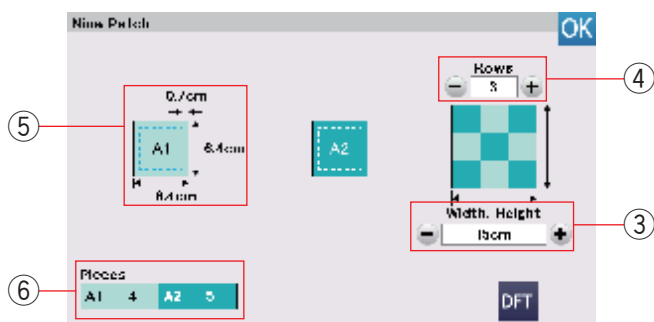 Nine Patch
OK
Rows
④
3
0.7cm
⑤
A1
6.4cm
A2
6.4cm
Width, Height
③
15cm
Pieces
⑥
A1 4 A2 5
DFT